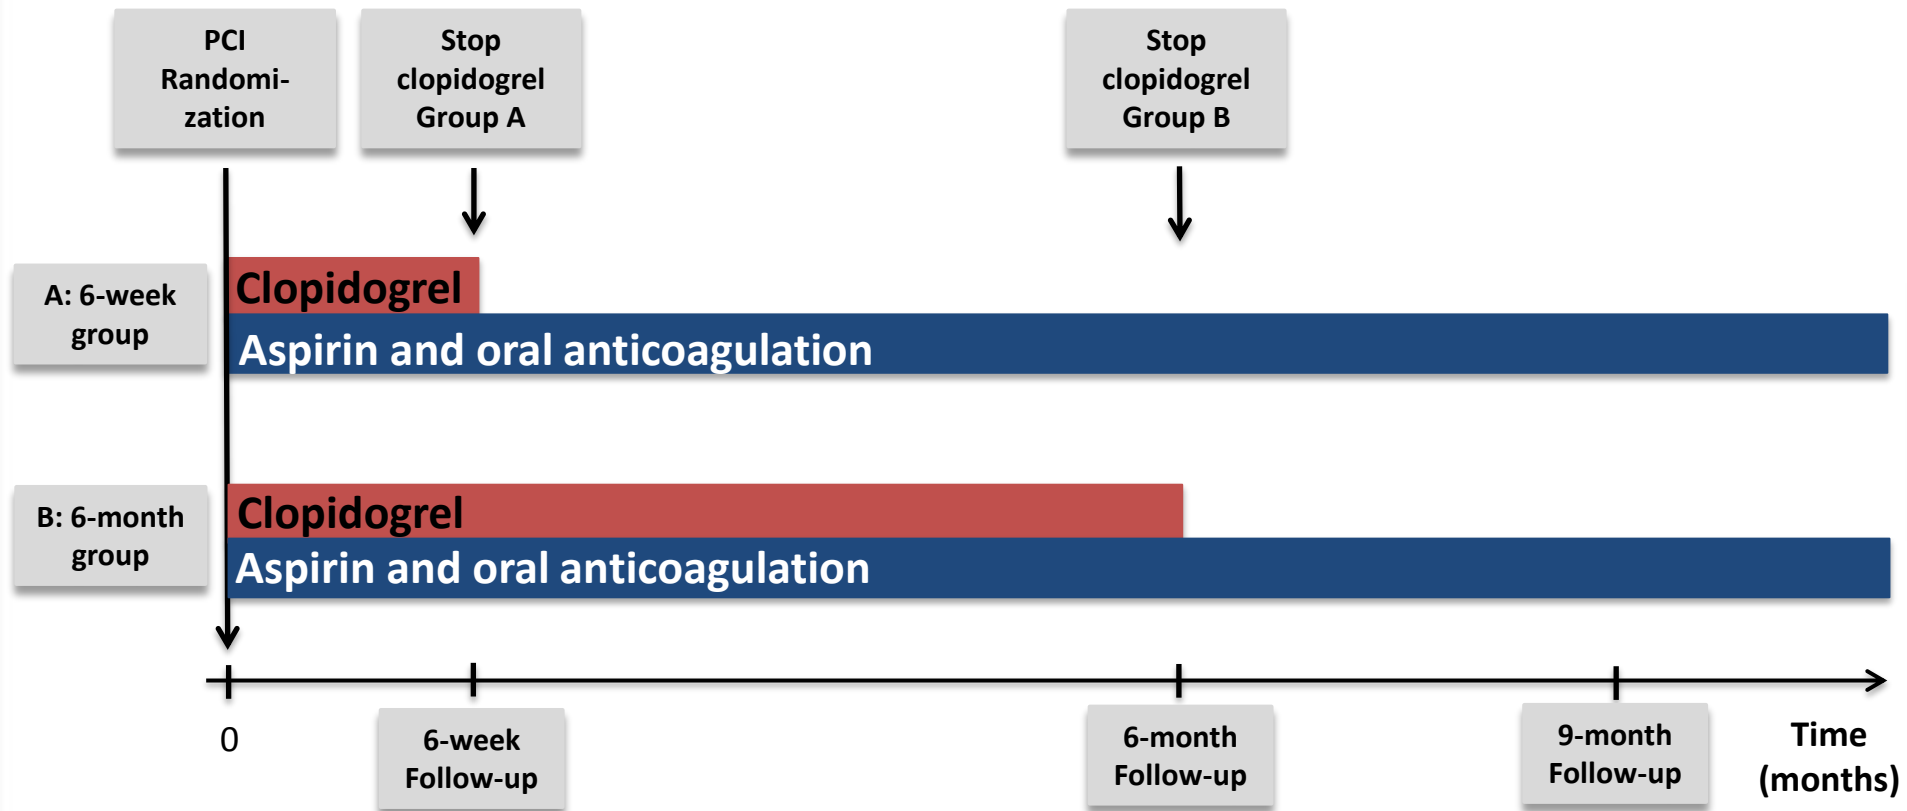 PCI
Randomi-
zation
Stop
clopidogrel
Group A
Stop
clopidogrel
Group B
A: 6-week
group
Clopidogrel
Aspirin and oral anticoagulation
B: 6-month
group
Clopidogrel
Aspirin and oral anticoagulation
0
6-week
Follow-up
6-month
Follow-up
9-month
Follow-up
Time
(months)